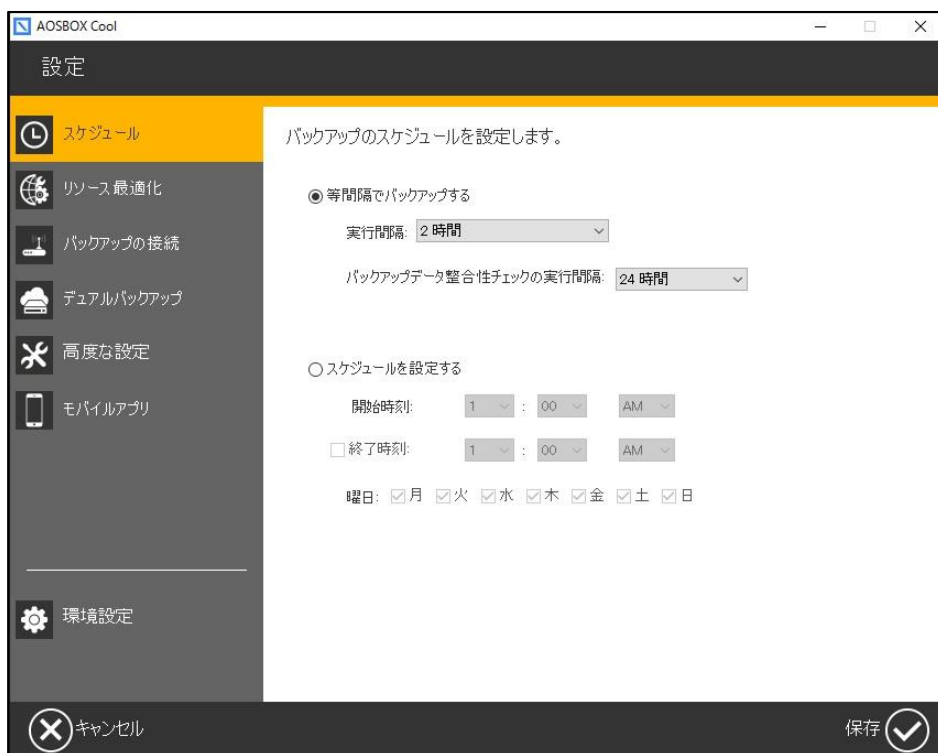 AOSBOX Cool
設定
スケジュール
リソース最適化
バックアップの接続
デュアルバックアップ
高度な設定
モバイルアプリ
環境設定
バックアップのスケジュールを設定します。
等間隔でバックアップする
実行間隔: 2 時間
バックアップデータ整合性チェックの実行間隔: 24 時間
スケジュールを設定する
開始時刻: 1 : 00 AM
終了時刻: 1 : 00 AM
曜日: 月 火 水 木 金 土 日
キャンセル
保存